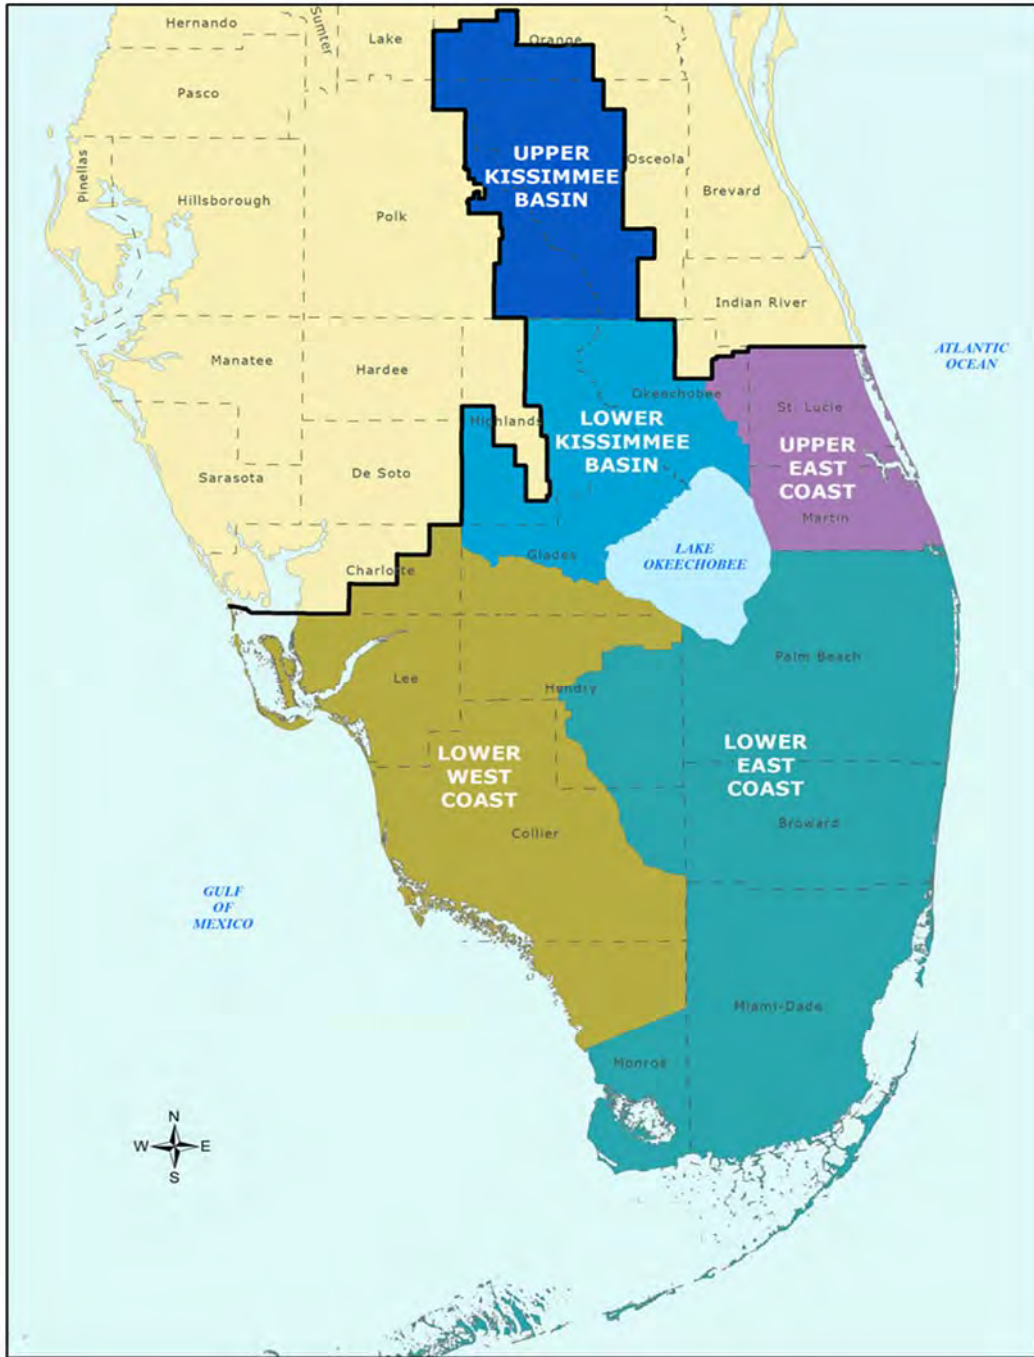 Hernando
Sumter
Lake
Orange
Pasco
Pinellas
Hillsborough
Polk
UPPER
KISSIMMEE
BASIN
Osceola
Brevard
Indian River
Manatee
Hardee
ATLANTIC
OCEAN
Okeechobee
St. Lucie
Highlands
LOWER
KISSIMMEE
BASIN
UPPER
EAST
COAST
Sarasota
De Soto
Martin
Charlotte
Glades
LAKE
OKEECHOBEE
Palm Beach
Lee
Hendry
LOWER
WEST
COAST
LOWER
EAST
COAST
Collier
Broward
GULF
OF
MEXICO
Miami-Dade
Monroe
N
W
E
S